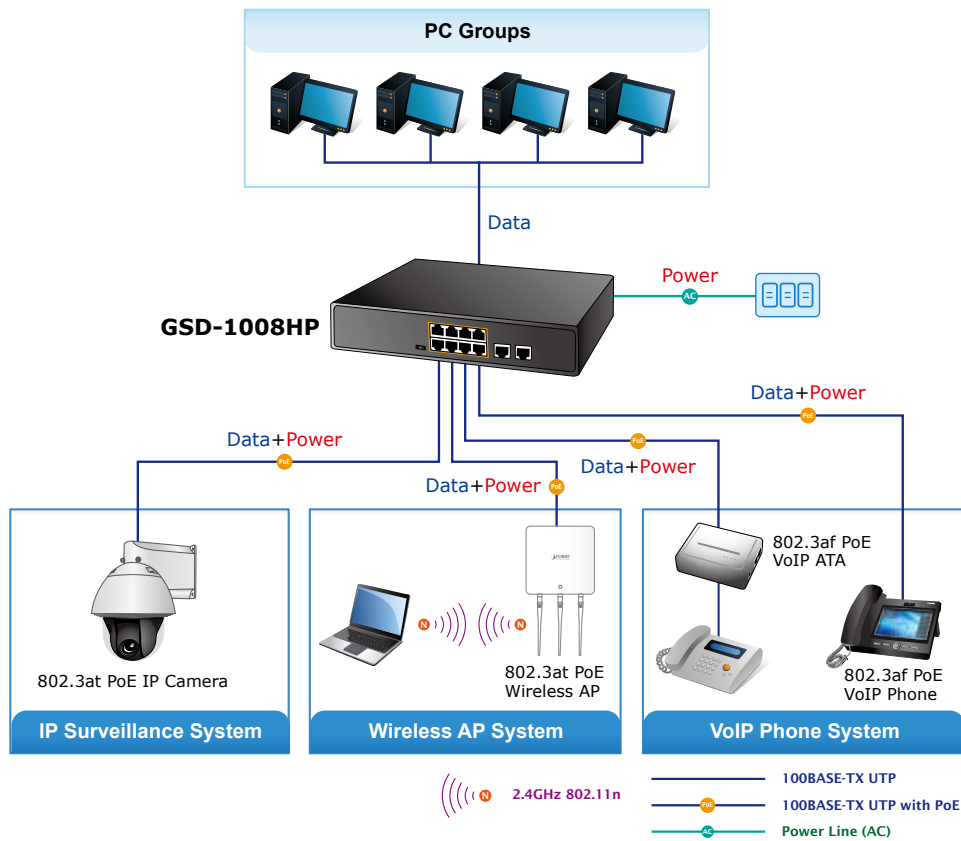 PC Groups
Data
Power
AC
GSD-1008HP
Data+Power
PoE
Data+Power
PoE
PoE
Data+Power
Data+Power
PoE
802.3af PoE
VoIP ATA
PLANET
N
N
802.3at PoE IP Camera
802.3at PoE
Wireless AP
802.3af PoE
VoIP Phone
IP Surveillance System
Wireless AP System
VoIP Phone System
N
2.4GHz 802.11n
100BASE-TX UTP
PoE
100BASE-TX UTP with PoE
AC
Power Line (AC)